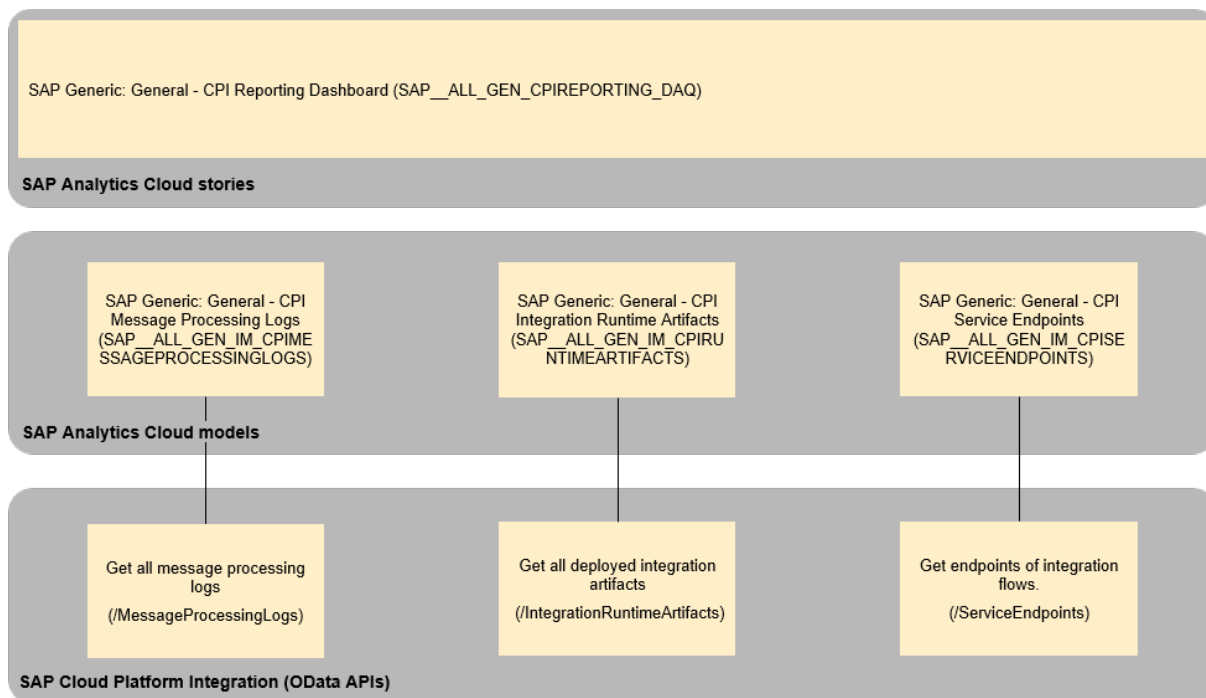 SAP Generic: General - CPI Reporting Dashboard (SAP__ALL_GEN_CPIREPORTING_DAQ)
SAP Analytics Cloud stories
SAP Generic: General - CPI
Message Processing Logs
(SAP__ALL_GEN_IM_CPIME
SSAGEPROCESSINGLOGS)
SAP Generic: General - CPI
Integration Runtime Artifacts
(SAP__ALL_GEN_IM_CPIRU
NTIMEARTIFACTS)
SAP Generic: General - CPI
Service Endpoints
(SAP__ALL_GEN_IM_CPISE
RVICEENDPOINTS)
SAP Analytics Cloud models
Get all message processing
logs
(/MessageProcessingLogs)
Get all deployed integration
artifacts
(/IntegrationRuntimeArtifacts)
Get endpoints of integration
flows.
(/ServiceEndpoints)
SAP Cloud Platform Integration (OData APIs)